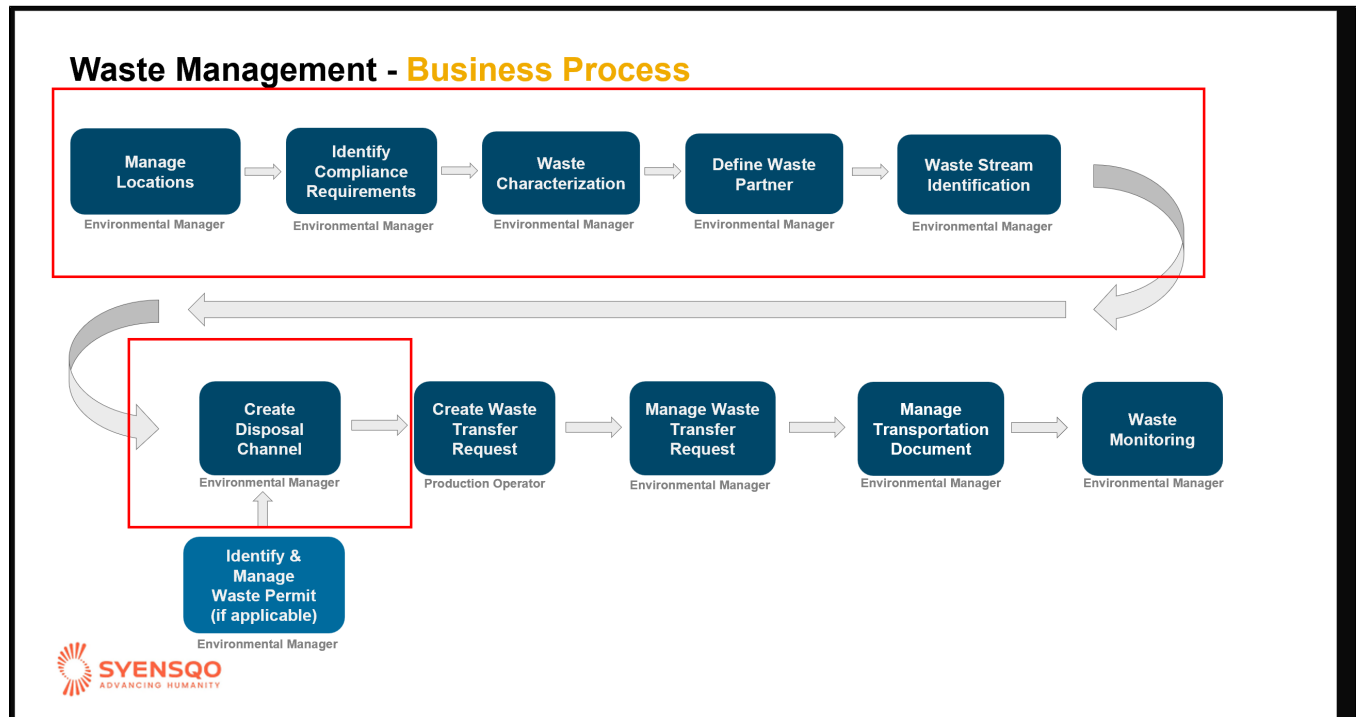 Waste Management - Business Process
Manage
Locations
Environmental Manager
Identify
Compliance
Requirements
Environmental Manager
Waste
Characterization
Environmental Manager
Define Waste
Partner
Environmental Manager
Waste Stream
Identification
Environmental Manager
Create
Disposal
Channel
Environmental Manager
Create Waste
Transfer
Request
Production Operator
Manage Waste
Transfer
Request
Environmental Manager
Manage
Transportation
Document
Environmental Manager
Waste
Monitoring
Environmental Manager
Identify &
Manage
Waste Permit
(if applicable)
Environmental Manager
SYENSQO
ADVANCING HUMANITY